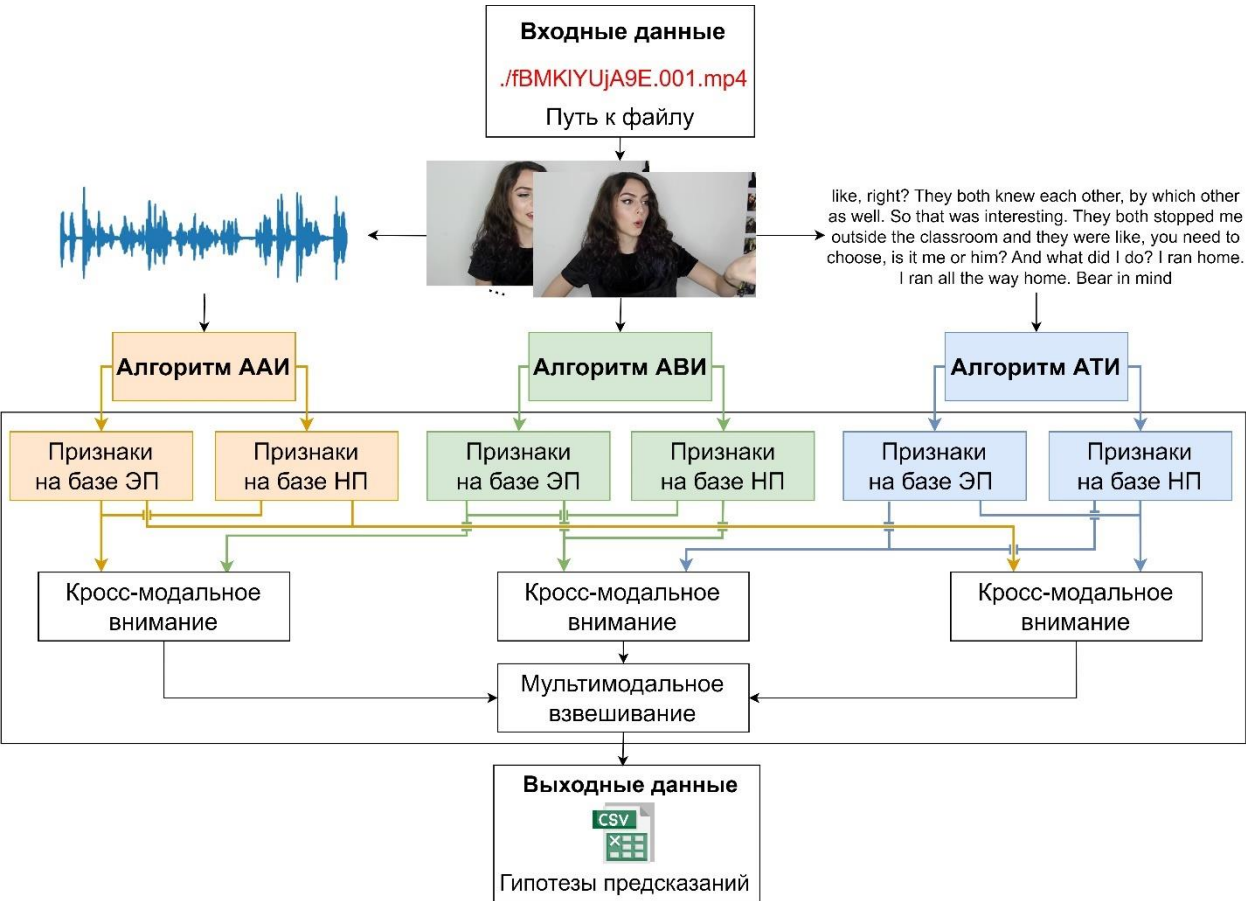 Входные данные
./fBMKlYUjA9E.001.mp4
Путь к файлу
like, right? They both knew each other, by which other
as well. So that was interesting. They both stopped me
outside the classroom and they were like, you need to
choose, is it me or him? And what did I do? I ran home.
I ran all the way home. Bear in mind
...
Алгоритм ААИ
Алгоритм АВИ
Алгоритм АТИ
Признаки
на базе ЭП
Признаки
на базе НП
Признаки
на базе ЭП
Признаки
на базе НП
Признаки
на базе ЭП
Признаки
на базе НП
Кросс-модальное
внимание
Кросс-модальное
внимание
Кросс-модальное
внимание
Мультимодальное
взвешивание
Выходные данные
CSV
Гипотезы предсказаний